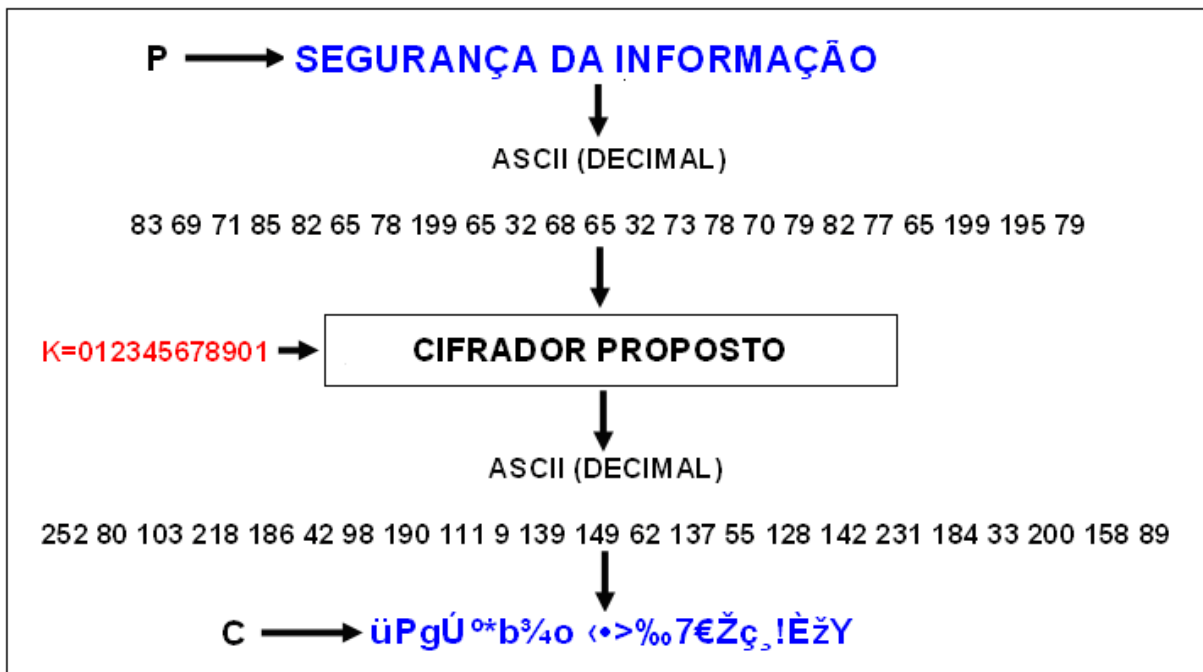 P SEGURANÇA DA INFORMAÇÃO
ASCII (DECIMAL)
83 69 71 85 82 65 78 199 65 32 68 65 32 73 78 70 79 82 77 65 199 195 79
K=012345678901 CIFRADOR PROPOSTO
ASCII (DECIMAL)
252 80 103 218 186 42 98 190 111 9 139 149 62 137 55 128 142 231 184 33 200 158 89
C üPgÚº*b¾o ‹•>‰7€Žç¸!ÈžY